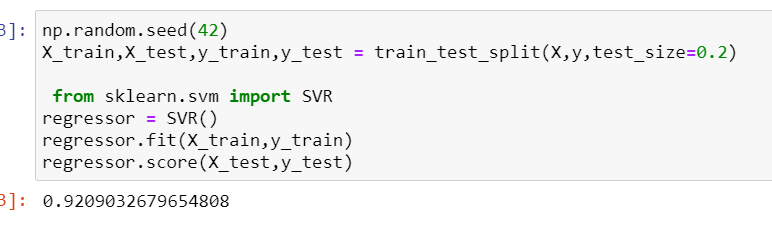 3]: np.random.seed(42)
X_train,X_test,y_train,y_test = train_test_split(X,y,test_size=0.2)
 from sklearn.svm import SVR
regressor = SVR()
regressor.fit(X_train,y_train)
regressor.score(X_test,y_test)
3]: 0.9209032679654808